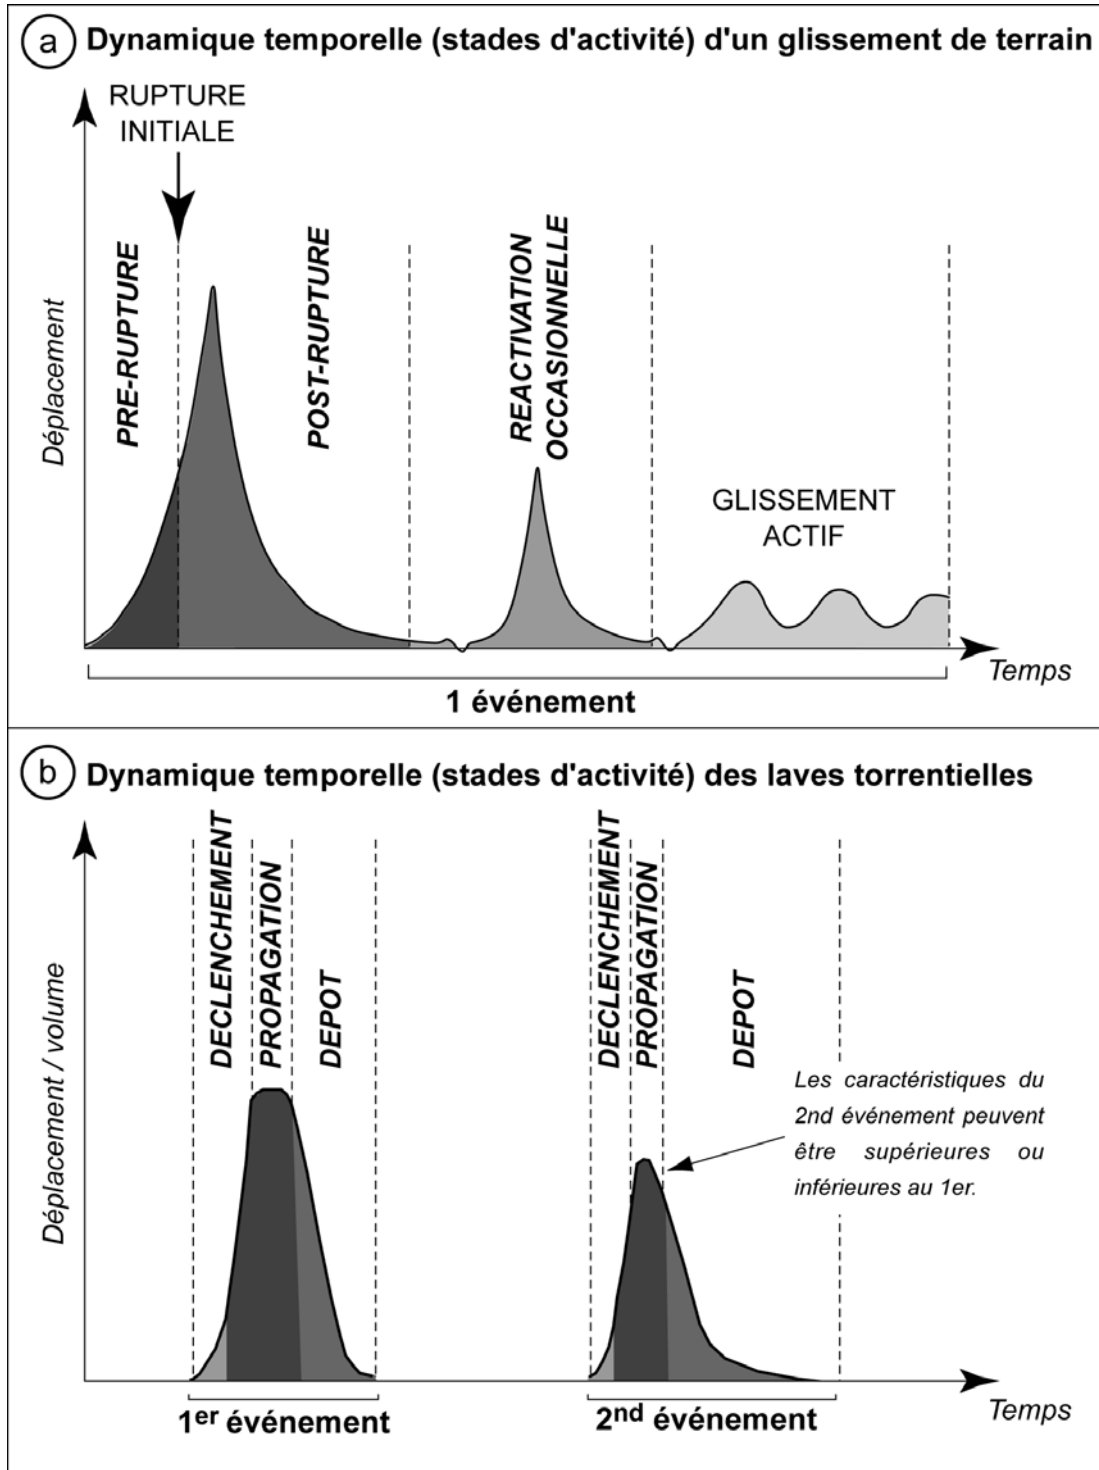 a Dynamique temporelle (stades d'activité) d'un glissement de terrain
RUPTURE
INITIALE
Déplacement
PRE-RUPTURE
POST-RUPTURE
REACTIVATION
OCCASIONNELLE
GLISSEMENT
ACTIF
Temps
1 événement
b Dynamique temporelle (stades d'activité) des laves torrentielles
Déplacement / volume
DECLENCHEMENT
PROPAGATION
DEPOT
DECLENCHEMENT
PROPAGATION
DEPOT
Les caractéristiques du
2nd événement peuvent
être supérieures ou
inférieures au 1er.
Temps
1er événement
2nd événement